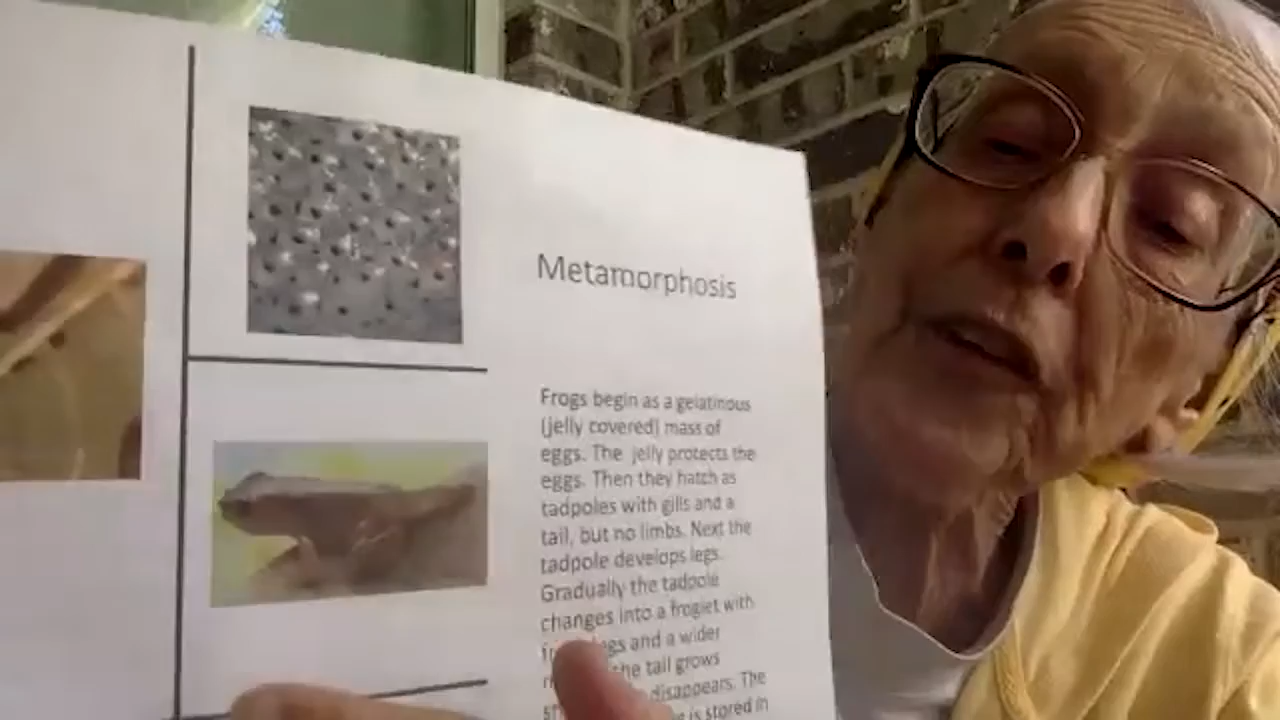 Metamorphosis
Frogs begin as a gelatinous
(jelly covered) mass of
eggs. The jelly protects the
eggs. Then they hatch as
tadpoles with gills and a
tail, but no limbs. Next the
tadpole develops legs.
Gradually the tadpole
changes into a froglet with
and a wider
the tail grows
disappears. The
is stored in